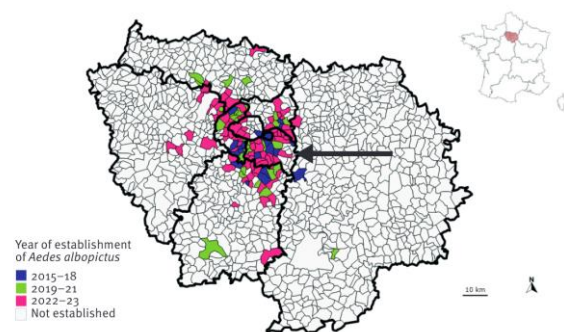 Year of establishment
of Aedes albopictus
2015–18
2019–21
2022–23
Not established
10 km
N